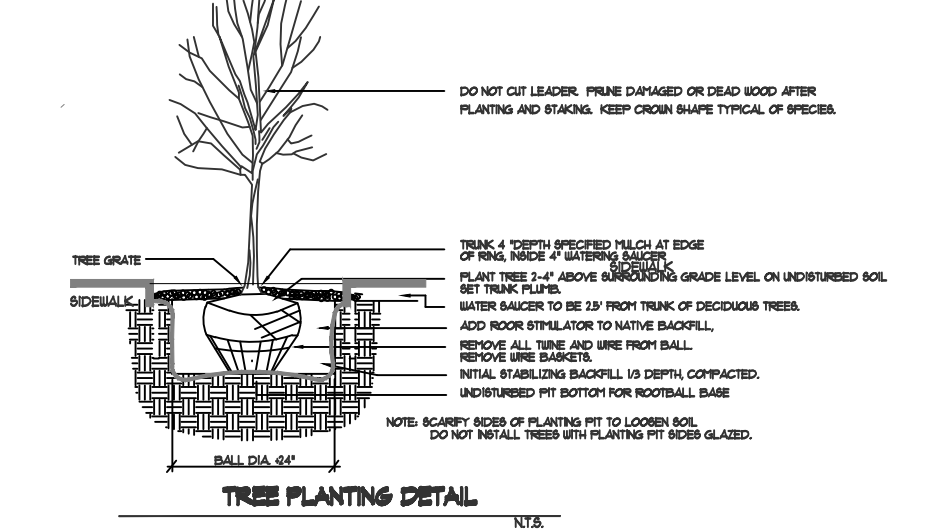 DO NOT CUT LEADER. PRUNE DAMAGED OR DEAD WOOD AFTER
PLANTING AND STAKING. KEEP CROWN SHAPE TYPICAL OF SPECIES.
TRUNK 4 "DEPTH SPECIFIED MULCH AT EDGE
OF RING, INSIDE 4" WATERING SAUCER
TREE GRATE
SIDEWALK
PLANT TREE 2-4" ABOVE SURROUNDING GRADE LEVEL ON UNDISTURBED SOIL
SET TRUNK PLUMB.
SIDEWALK
WATER SAUCER TO BE 2.5' FROM TRUNK OF DECIDUOUS TREES.
ADD ROOR STIMULATOR TO NATIVE BACKFILL,
REMOVE ALL TWINE AND WIRE FROM BALL.
REMOVE WIRE BASKETS.
INITIAL STABILIZING BACKFILL 1/3 DEPTH, COMPACTED.
UNDISTURBED PIT BOTTOM FOR ROOTBALL BASE
NOTE: SCARIFY SIDES OF PLANTING PIT TO LOOSEN SOIL
DO NOT INSTALL TREES WITH PLANTING PIT SIDES GLAZED.
BALL DIA. +24"
TREE PLANTING DETAIL
N.T.S.